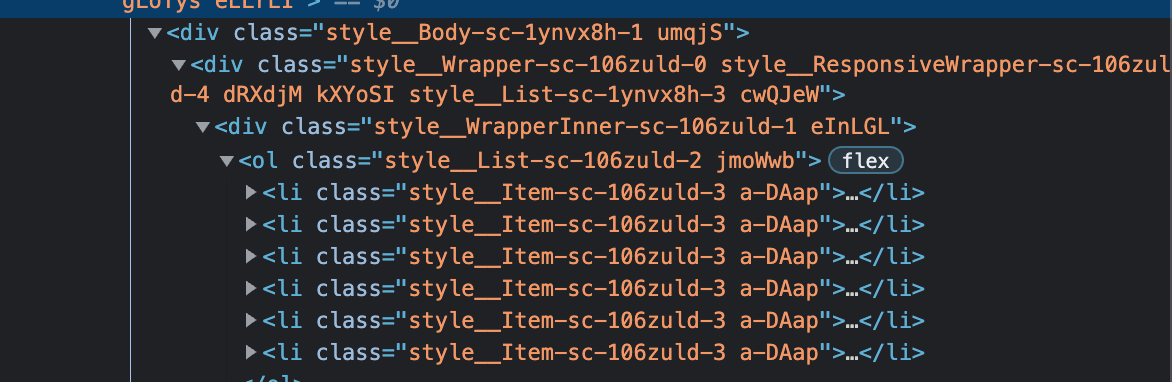 ▼<div class="style__Body-sc-1ynvx8h-1 umqjS">
▼<div class="style__Wrapper-sc-106zuld-0 style__ResponsiveWrapper-sc-106zul
d-4 dRXdjM kXYoSI style__List-sc-1ynvx8h-3 cwQJeW">
▼<div class="style__WrapperInner-sc-106zuld-1 eInLGL">
▼<ol class="style__List-sc-106zuld-2 jmoWwb"> flex
▶<li class="style__Item-sc-106zuld-3 a-DAap">…</li>
▶<li class="style__Item-sc-106zuld-3 a-DAap">…</li>
▶<li class="style__Item-sc-106zuld-3 a-DAap">…</li>
▶<li class="style__Item-sc-106zuld-3 a-DAap">…</li>
▶<li class="style__Item-sc-106zuld-3 a-DAap">…</li>
▶<li class="style__Item-sc-106zuld-3 a-DAap">…</li>